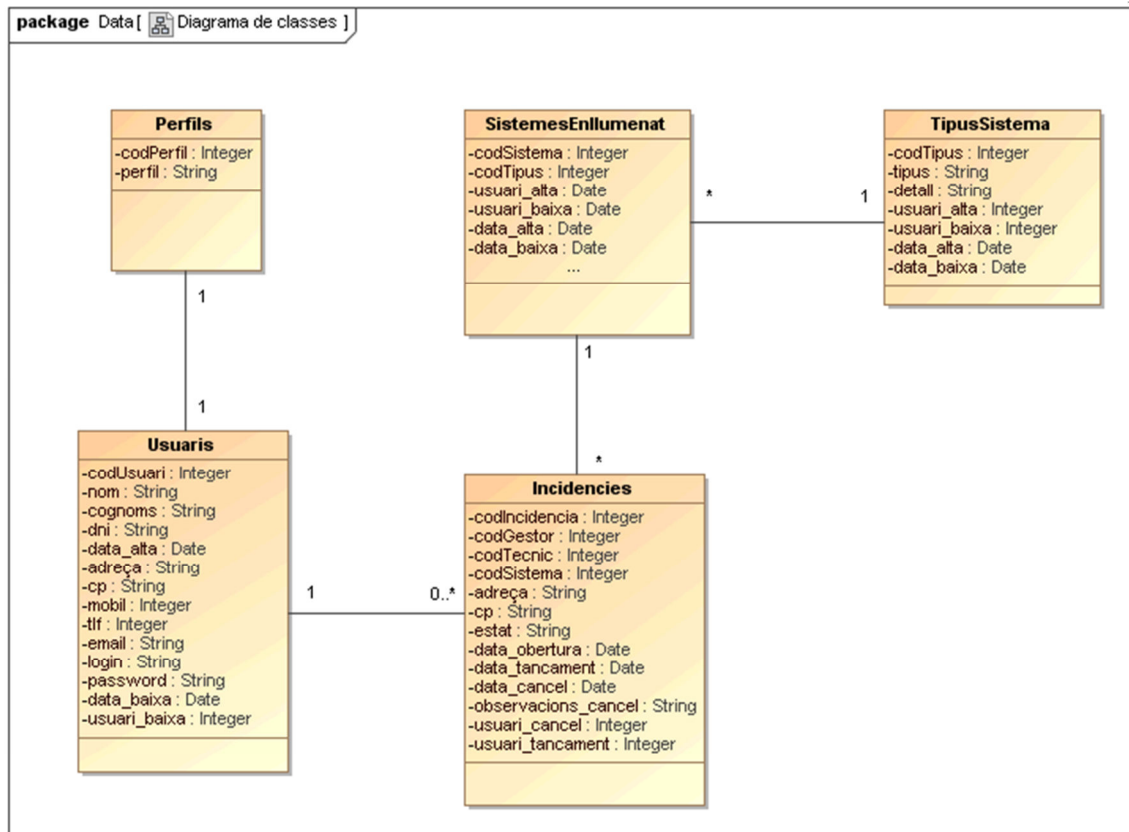 package Data [ Diagrama de classes ]
Perfils
-codPerfil : Integer
-perfil : String
SistemesEnllumenat
-codSistema : Integer
-codTipus : Integer
-usuari_alta : Date
-usuari_baixa : Date
-data_alta : Date
-data_baixa : Date
...
TipusSistema
-codTipus : Integer
-tipus : String
-detall : String
-usuari_alta : Integer
-usuari_baixa : Integer
-data_alta : Date
-data_baixa : Date
*
1
1
1
1
*
Usuaris
-codUsuari : Integer
-nom : String
-cognoms : String
-dni : String
-data_alta : Date
-adreça : String
-cp : String
-mobil : Integer
-tlf : Integer
-email : String
-login : String
-password : String
-data_baixa : Date
-usuari_baixa : Integer
1
0..*
Incidencies
-codIncidencia : Integer
-codGestor : Integer
-codTecnic : Integer
-codSistema : Integer
-adreça : String
-cp : String
-estat : String
-data_obertura : Date
-data_tancament : Date
-data_cancel : Date
-observacions_cancel : String
-usuari_cancel : Integer
-usuari_tancament : Integer